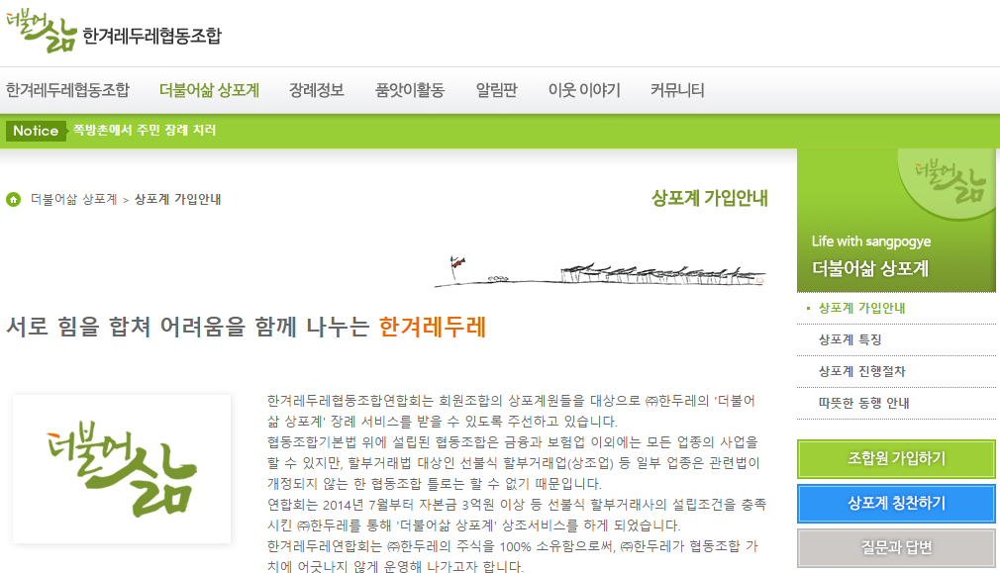 더불어삶 한겨레두레협동조합
한겨레두레협동조합 더불어삶 상포계 장례정보 품앗이활동 알림판 이웃 이야기 커뮤니티
Notice 쪽방촌에서 주민 장례 치러
더불어삶 상포계 > 상포계 가입안내
상포계 가입안내
서로 힘을 합쳐 어려움을 함께 나누는 한겨레두레
더불어삶
한겨레두레협동조합연합회는 회원조합의 상포계원들을 대상으로 ㈜한두레의 '더불어
삶 상포계' 장례 서비스를 받을 수 있도록 주선하고 있습니다.
협동조합기본법 위에 설립된 협동조합은 금융과 보험업 이외에는 모든 업종의 사업을
할 수 있지만, 할부거래법 대상인 선불식 할부거래업(상조업) 등 일부 업종은 관련법이
개정되지 않는 한 협동조합 틀로는 할 수 없기 때문입니다.
연합회는 2014년 7월부터 자본금 3억원 이상 등 선불식 할부거래사의 설립조건을 충족
시킨 ㈜한두레를 통해 '더불어삶 상포계' 상조서비스를 하게 되었습니다.
한겨레두레연합회는 ㈜한두레의 주식을 100% 소유함으로써, ㈜한두레가 협동조합 가
치에 어긋나지 않게 운영해 나가고자 합니다.
더불어삶
Life with sangpogye
더불어삶 상포계
상포계 가입안내
상포계 특징
상포계 진행절차
따뜻한 동행 안내
조합원 가입하기
상포계 칭찬하기
질문과 답변